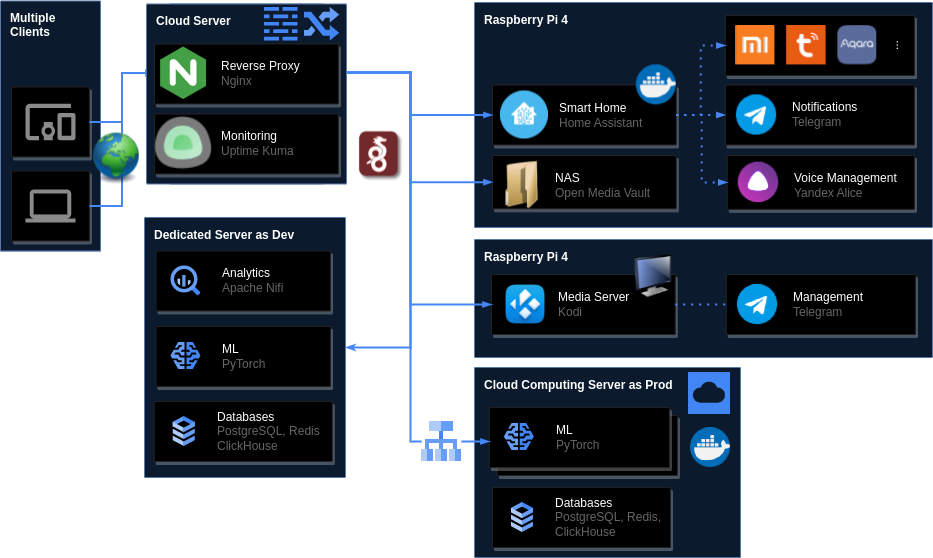 Multiple
Clients
Cloud Server
Reverse Proxy
Nginx
Monitoring
Uptime Kuma
Dedicated Server as Dev
Analytics
Apache Nifi
ML
PyTorch
Databases
PostgreSQL, Redis
ClickHouse
Raspberry Pi 4
Smart Home
Home Assistant
NAS
Open Media Vault
Aqara
Notifications
Telegram
Voice Management
Yandex Alice
Raspberry Pi 4
Media Server
Kodi
Management
Telegram
Cloud Computing Server as Prod
ML
PyTorch
Databases
PostgreSQL, Redis,
ClickHouse